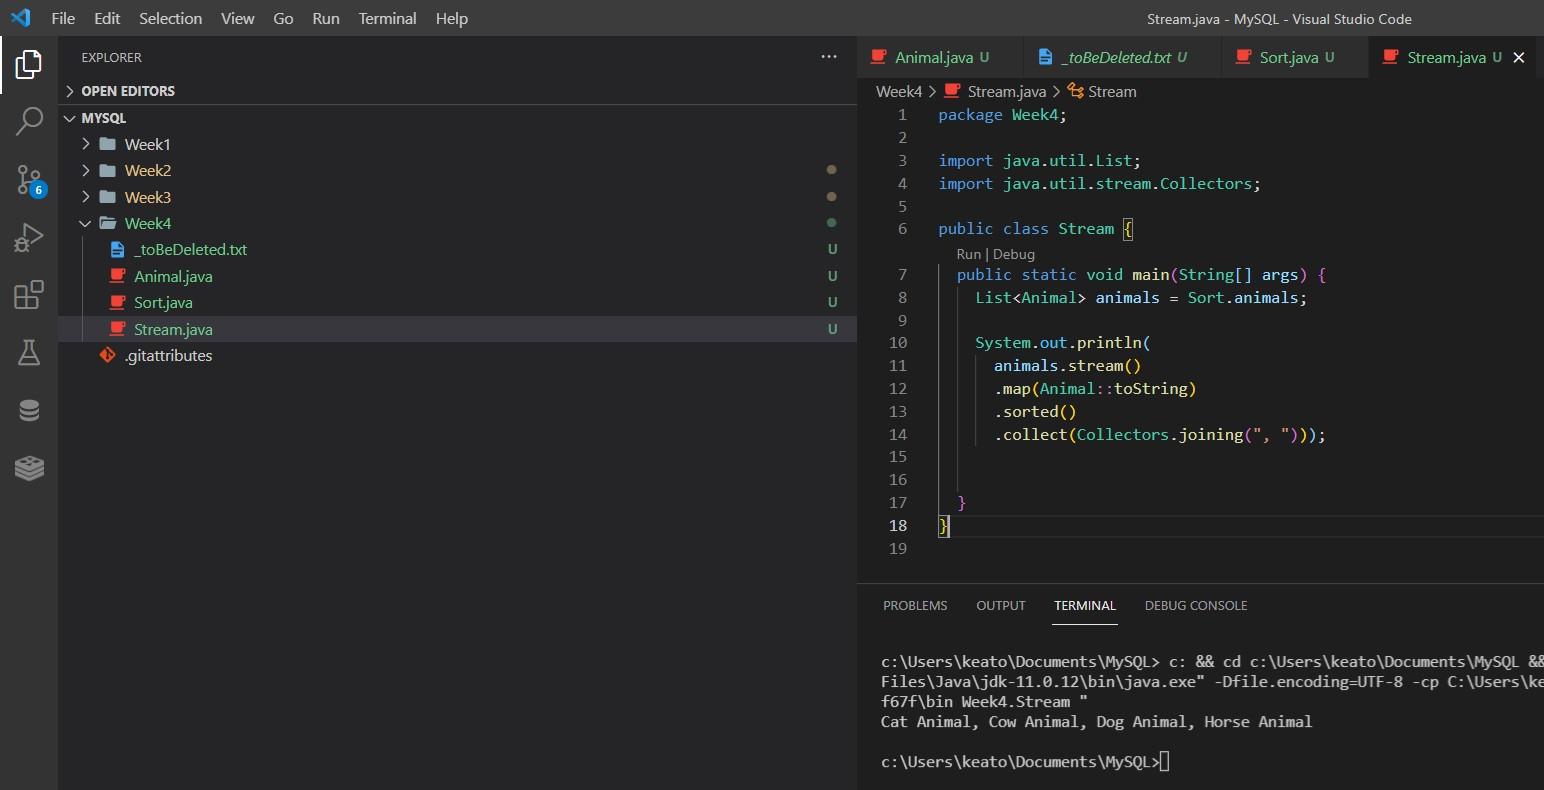 File Edit Selection View Go Run Terminal Help
Stream.java - MySQL - Visual Studio Code
EXPLORER ···
OPEN EDITORS
MYSQL
Week1
Week2
Week3
Week4
_toBeDeleted.txt U
Animal.java U
Sort.java U
Stream.java U
.gitattributes
6
Animal.java U _toBeDeleted.txt U Sort.java U Stream.java U
Week4 > Stream.java > Stream
1 package Week4;
2
3 import java.util.List;
4 import java.util.stream.Collectors;
5
6 public class Stream {
Run | Debug
7 public static void main(String[] args) {
8 List<Animal> animals = Sort.animals;
9
10 System.out.println(
11 animals.stream()
12 .map(Animal::toString)
13 .sorted()
14 .collect(Collectors.joining(", ")));
15
16
17 }
18 }
19
PROBLEMS OUTPUT TERMINAL DEBUG CONSOLE
c:\Users\keato\Documents\MySQL> c: && cd c:\Users\keato\Documents\MySQL &&
Files\Java\jdk-11.0.12\bin\java.exe" -Dfile.encoding=UTF-8 -cp C:\Users\ke
f67f\bin Week4.Stream "
Cat Animal, Cow Animal, Dog Animal, Horse Animal
c:\Users\keato\Documents\MySQL>